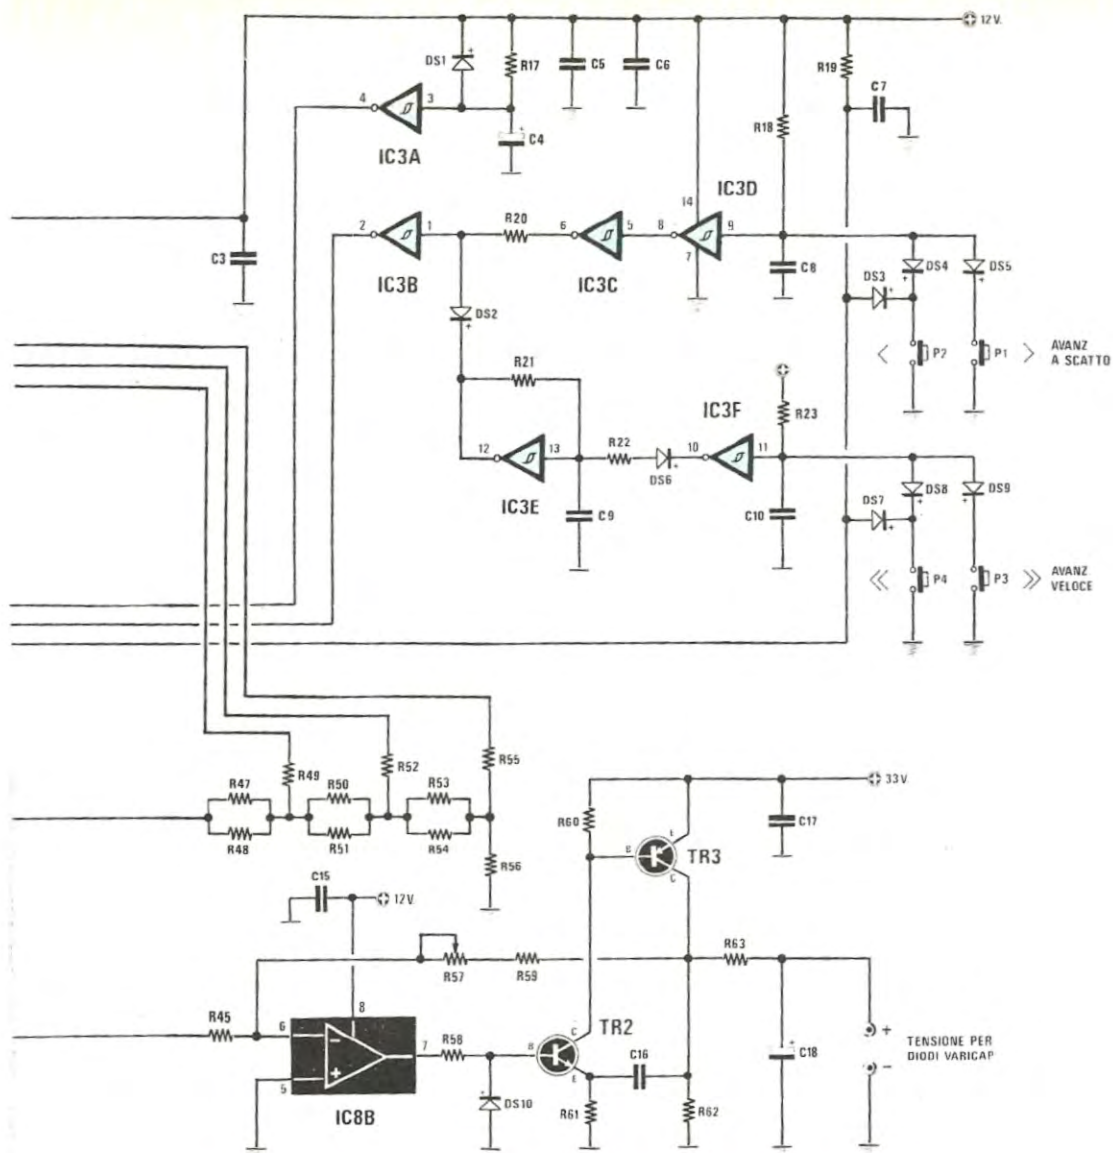 12 V.
DS1
R17
C5
C6
R19
C7
4
3
C4
R18
IC3A
IC3D
14
R20
2
1
6
5
8
9
7
C3
IC3B
IC3C
C8
DS3
DS4
DS5
DS2
P2
P1
AVANZ
A SCATTO
R21
IC3F
R23
12
13
R22
10
11
DS6
IC3E
C9
C10
DS7
DS8
DS9
P4
P3
AVANZ
VELOCE
R47
R49
R50
R52
R53
R55
R48
R51
R54
R56
33 V.
R60
C17
E
B
TR3
C
C15
12V.
R57
R59
R63
R45
8
6
7
5
R58
TR2
C
B
E
C16
+
TENSIONE PER
DIODI VARICAP
−
C18
DS10
R61
R62
IC8B